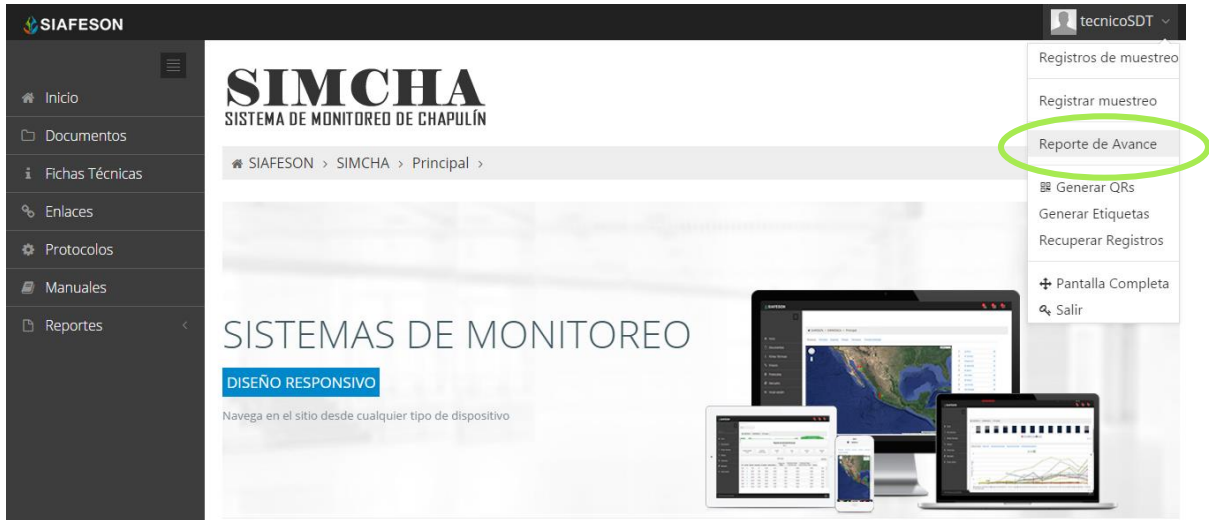 SIAFESON
tecnicoSDT
Inicio
Documentos
Fichas Técnicas
Enlaces
Protocolos
Manuales
Reportes
SIMCHA
SISTEMA DE MONITOREO DE CHAPULÍN
SIAFESON > SIMCHA > Principal >
Registros de muestreo
Registrar muestreo
Reporte de Avance
Generar QRs
Generar Etiquetas
Recuperar Registros
Pantalla Completa
Salir
SISTEMAS DE MONITOREO
DISEÑO RESPONSIVO
Navega en el sitio desde cualquier tipo de dispositivo